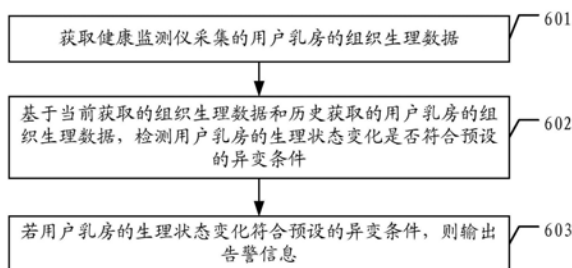 获取健康监测仪采集的用户乳房的组织生理数据
601
基于当前获取的组织生理数据和历史获取的用户乳房的组
织生理数据，检测用户乳房的生理状态变化是否符合预设
的异变条件
602
若用户乳房的生理状态变化符合预设的异变条件，则输出
告警信息
603